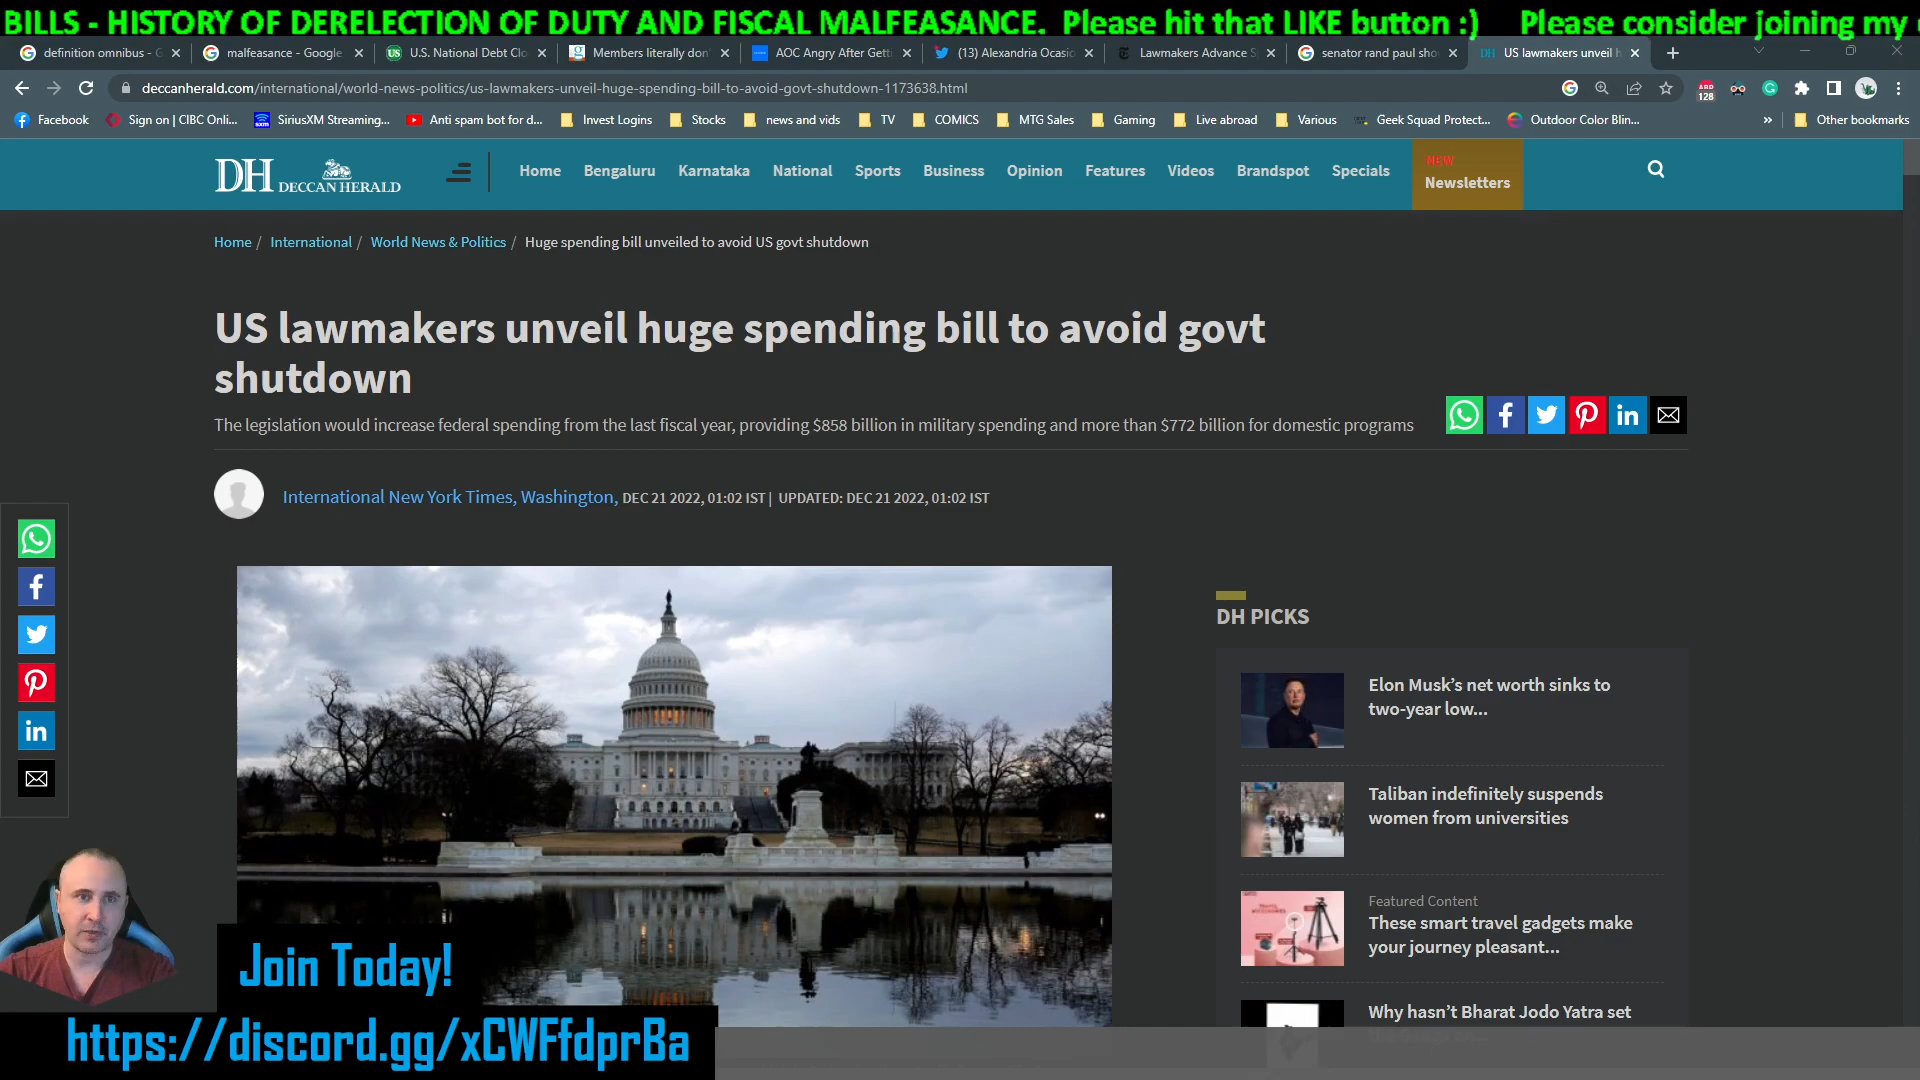 BILLS - HISTORY OF DERELECTION OF DUTY AND FISCAL MALFEASANCE. Please hit that LIKE button :) Please consider joining my
definition omnibus - G
malfeasance - Google
U.S. National Debt Clo
Members literally don'
AOC Angry After Getti
(13) Alexandria Ocasio
Lawmakers Advance S
senator rand paul sho
US lawmakers unveil h
deccanherald.com/international/world-news-politics/us-lawmakers-unveil-huge-spending-bill-to-avoid-govt-shutdown-1173638.html
128
Facebook
Sign on | CIBC Onli...
SiriusXM Streaming...
Anti spam bot for d...
Invest Logins
Stocks
news and vids
TV
COMICS
MTG Sales
Gaming
Live abroad
Various
Geek Squad Protect...
Outdoor Color Blin...
»
Other bookmarks
DH DECCAN HERALD
Home
Bengaluru
Karnataka
National
Sports
Business
Opinion
Features
Videos
Brandspot
Specials
NEW
Newsletters
Home / International / World News & Politics / Huge spending bill unveiled to avoid US govt shutdown
US lawmakers unveil huge spending bill to avoid govt
shutdown
The legislation would increase federal spending from the last fiscal year, providing $858 billion in military spending and more than $772 billion for domestic programs
International New York Times, Washington, DEC 21 2022, 01:02 IST | UPDATED: DEC 21 2022, 01:02 IST
DH PICKS
Elon Musk's net worth sinks to
two-year low...
Taliban indefinitely suspends
women from universities
Featured Content
These smart travel gadgets make
your journey pleasant...
Why hasn't Bharat Jodo Yatra set
Join Today!
https://discord.gg/xCWFfdprBa